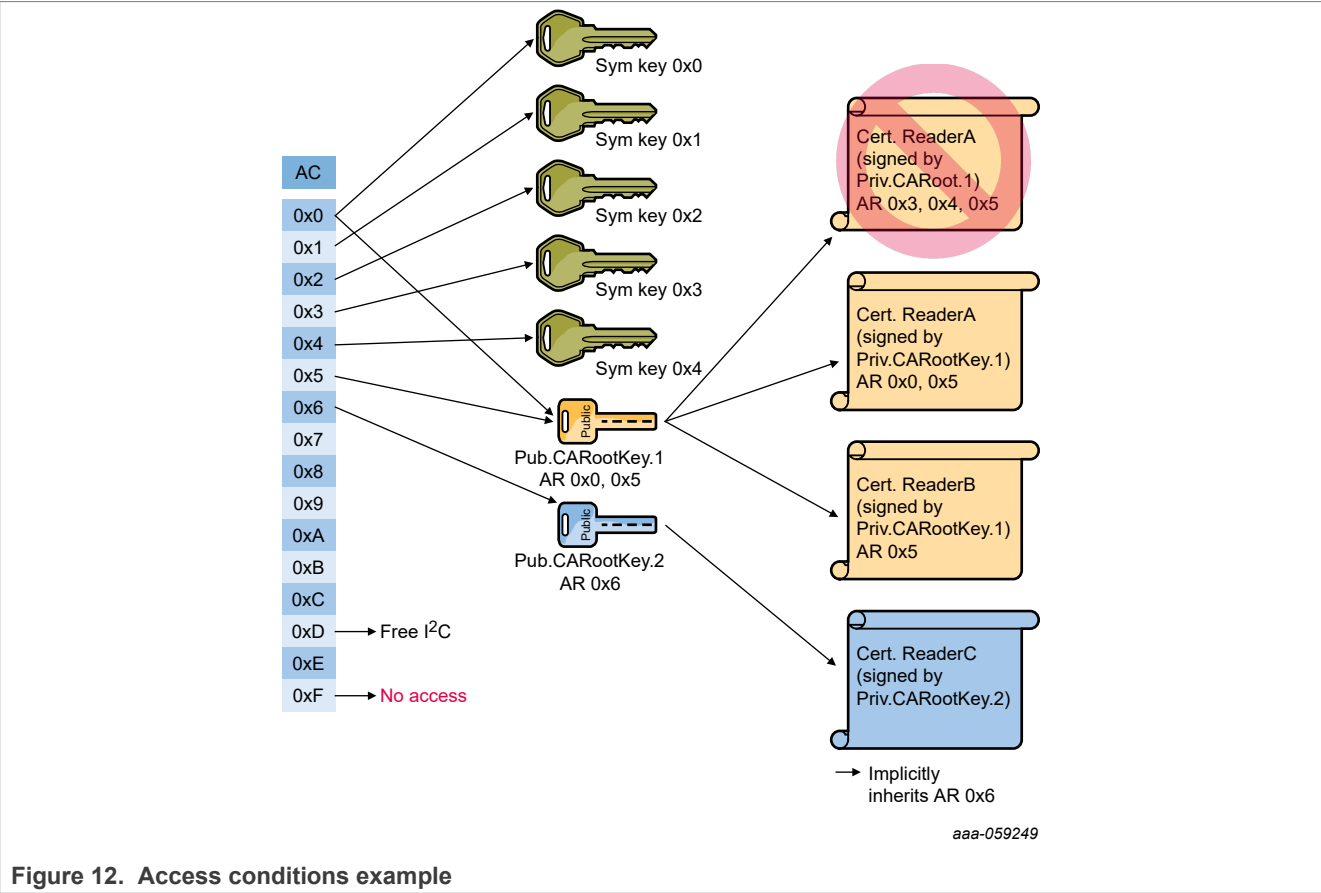 Sym key 0x0
Sym key 0x1
Sym key 0x2
Sym key 0x3
Sym key 0x4
AC
0x0
0x1
0x2
0x3
0x4
0x5
0x6
0x7
0x8
0x9
0xA
0xB
0xC
0xD
Free I²C
0xE
0xF
No access
Public
Pub.CARootKey.1
AR 0x0, 0x5
Public
Pub.CARootKey.2
AR 0x6
Cert. ReaderA
(signed by
Priv.CARoot.1)
AR 0x3, 0x4, 0x5
Cert. ReaderA
(signed by
Priv.CARootKey.1)
AR 0x0, 0x5
Cert. ReaderB
(signed by
Priv.CARootKey.1)
AR 0x5
Cert. ReaderC
(signed by
Priv.CARootKey.2)
Implicitly
inherits AR 0x6
aaa-059249
Figure 12. Access conditions example